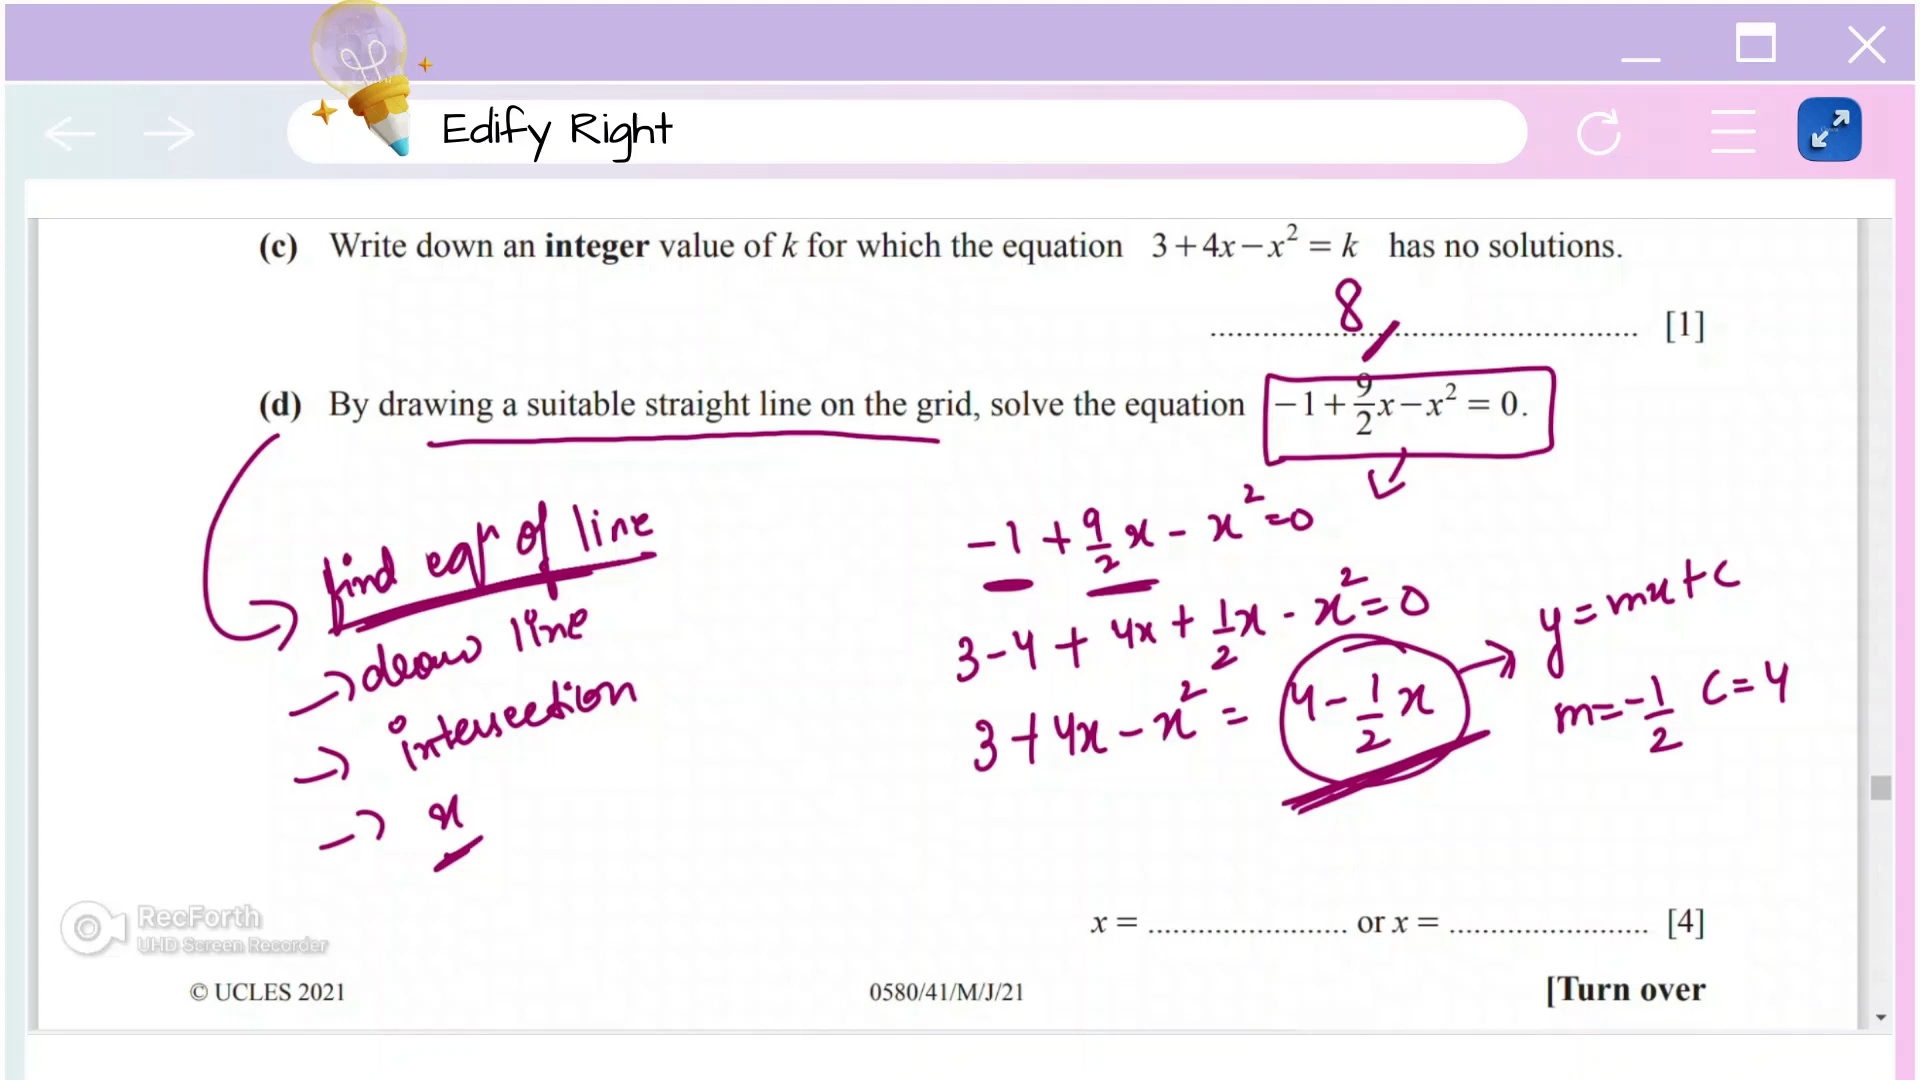 Edify Right
(c) Write down an integer value of k for which the equation 3+4x−x² = k has no solutions.
8
................................................ [1]
(d) By drawing a suitable straight line on the grid, solve the equation −1+9/2x−x² = 0.
find eqn of line
→ draw line
→ intersection
→ x
-1 + 9/2x - x²=0
3-4 + 4x + 1/2x - x²=0
3+4x-x² = 4-1/2x
y=mx+c
m=-1/2 c=4
x = ...................... or x = ...................... [4]
RecForth
UHD Screen Recorder
© UCLES 2021 0580/41/M/J/21 [Turn over